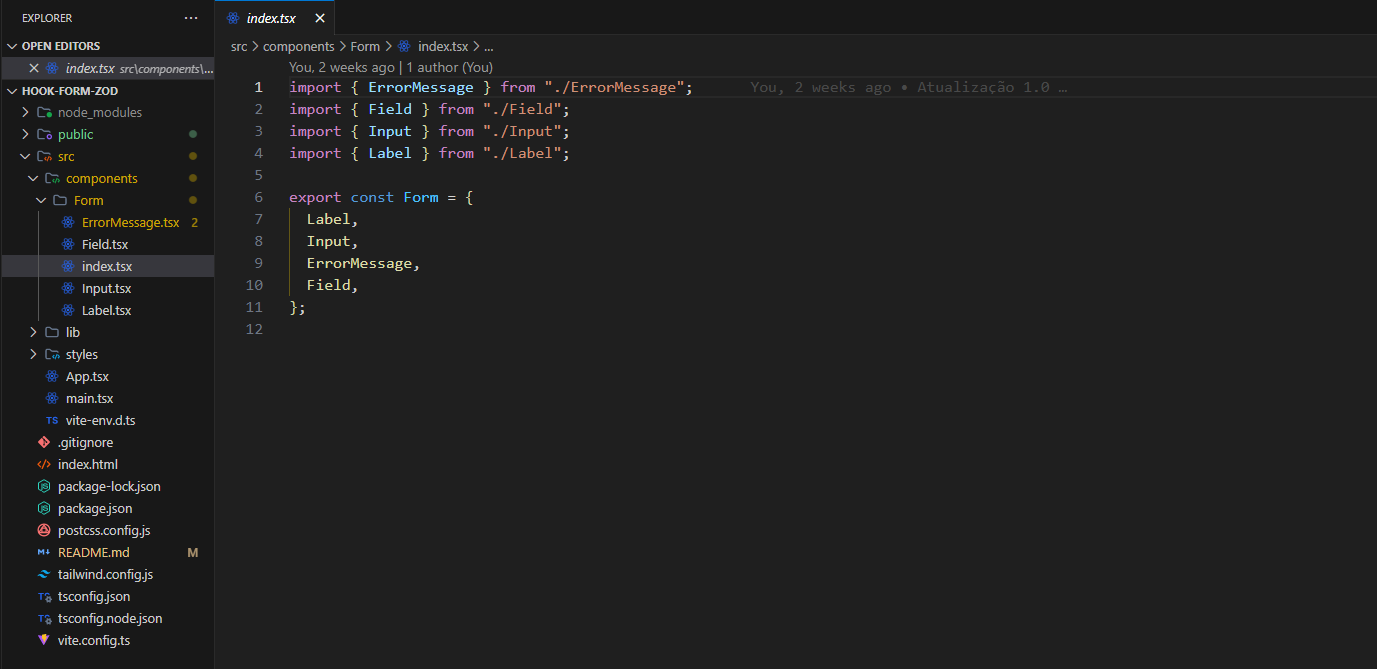 EXPLORER ...
OPEN EDITORS
index.tsx src\components\...
HOOK-FORM-ZOD
node_modules
public
src
components
Form
ErrorMessage.tsx 2
Field.tsx
index.tsx
Input.tsx
Label.tsx
lib
styles
App.tsx
main.tsx
TS vite-env.d.ts
.gitignore
index.html
package-lock.json
package.json
postcss.config.js
README.md M
tailwind.config.js
tsconfig.json
tsconfig.node.json
vite.config.ts
index.tsx
src > components > Form > index.tsx > ...
You, 2 weeks ago | 1 author (You)
1 import { ErrorMessage } from "./ErrorMessage"; You, 2 weeks ago • Atualização 1.0 …
2 import { Field } from "./Field";
3 import { Input } from "./Input";
4 import { Label } from "./Label";
5
6 export const Form = {
7 Label,
8 Input,
9 ErrorMessage,
10 Field,
11 };
12